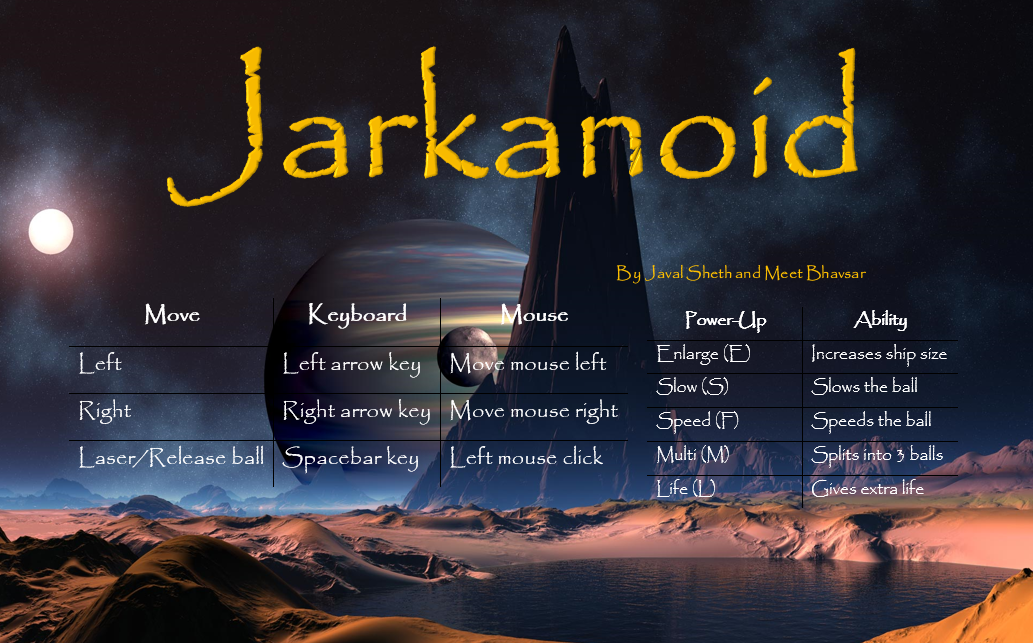 Jarkanoid
By Javal Sheth and Meet Bhavsar
Move Keyboard Mouse
Left Left arrow key Move mouse left
Right Right arrow key Move mouse right
Laser/Release ball Spacebar key Left mouse click
Power-Up Ability
Enlarge (E) Increases ship size
Slow (S) Slows the ball
Speed (F) Speeds the ball
Multi (M) Splits into 3 balls
Life (L) Gives extra life